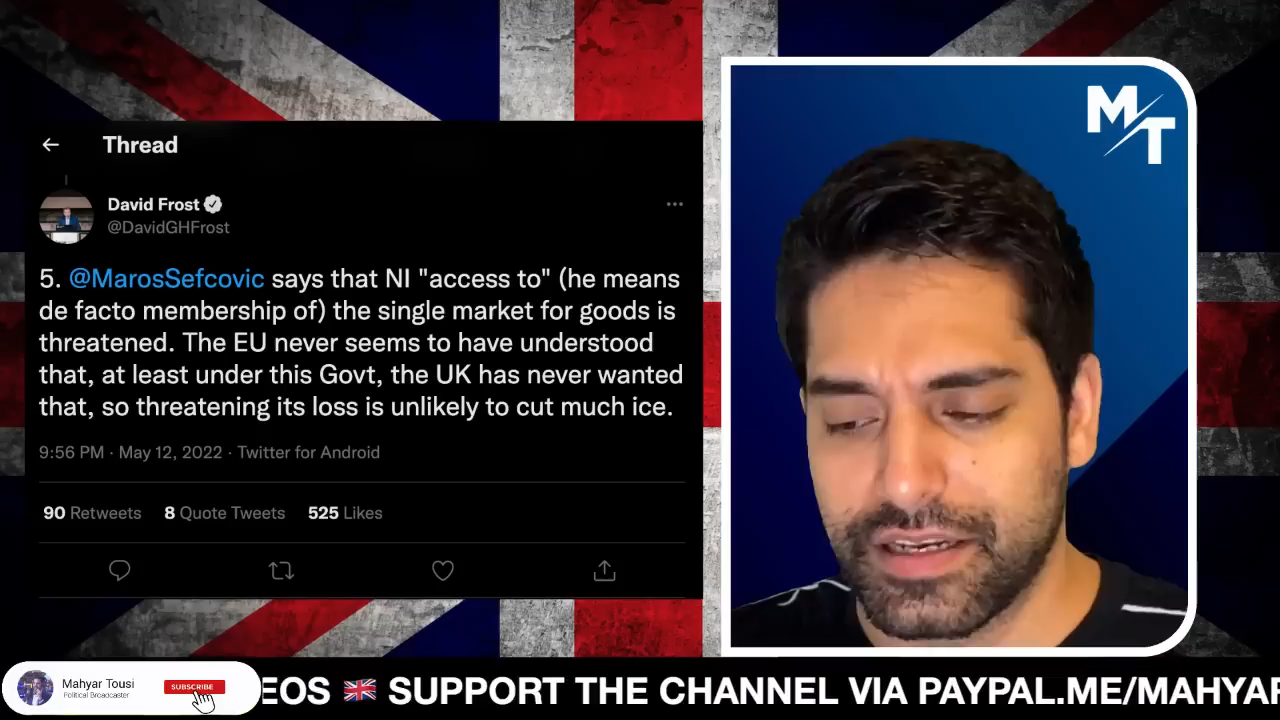 Thread
David Frost
@DavidGHFrost
5. @MarosSefcovic says that NI "access to" (he means
de facto membership of) the single market for goods is
threatened. The EU never seems to have understood
that, at least under this Govt, the UK has never wanted
that, so threatening its loss is unlikely to cut much ice.
9:56 PM · May 12, 2022 · Twitter for Android
90 Retweets 8 Quote Tweets 525 Likes
M/T
Mahyar Tousi
Political Broadcaster
SUBSCRIBE
EOS 🇬🇧 SUPPORT THE CHANNEL VIA PAYPAL.ME/MAHYAR